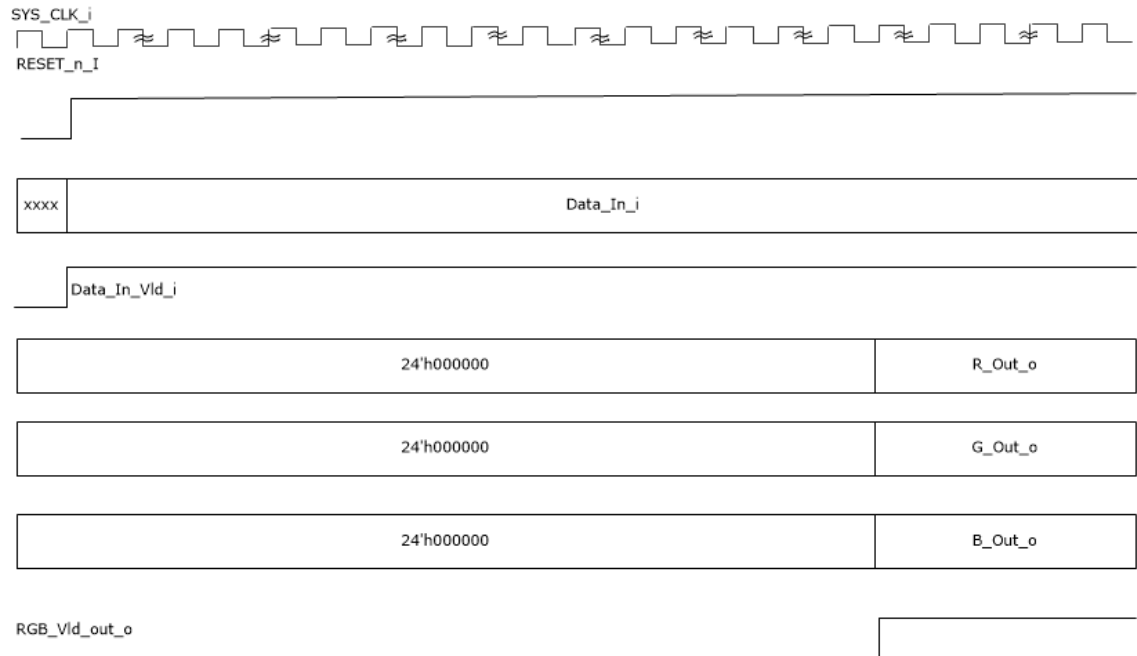 SYS_CLK_i
RESET_n_I
xxxx
Data_In_i
Data_In_Vld_i
24'h000000
R_Out_o
24'h000000
G_Out_o
24'h000000
B_Out_o
RGB_Vld_out_o